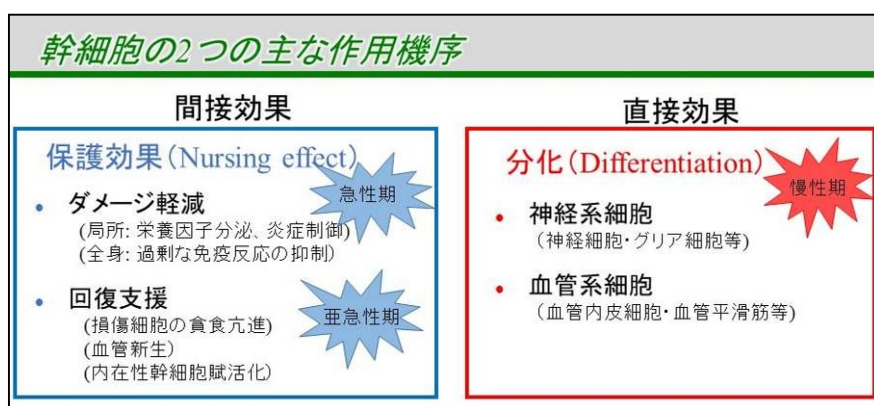 幹細胞の2つの主な作用機序
間接効果
保護効果(Nursing effect)
急性期
• ダメージ軽減
(局所: 栄養因子分泌、炎症制御)
(全身: 過剰な免疫反応の抑制)
• 回復支援
亜急性期
(損傷細胞の貪食亢進)
(血管新生)
(内在性幹細胞賦活化)
直接効果
分化(Differentiation)
慢性期
• 神経系細胞
(神経細胞・グリア細胞等)
• 血管系細胞
(血管内皮細胞・血管平滑筋等)